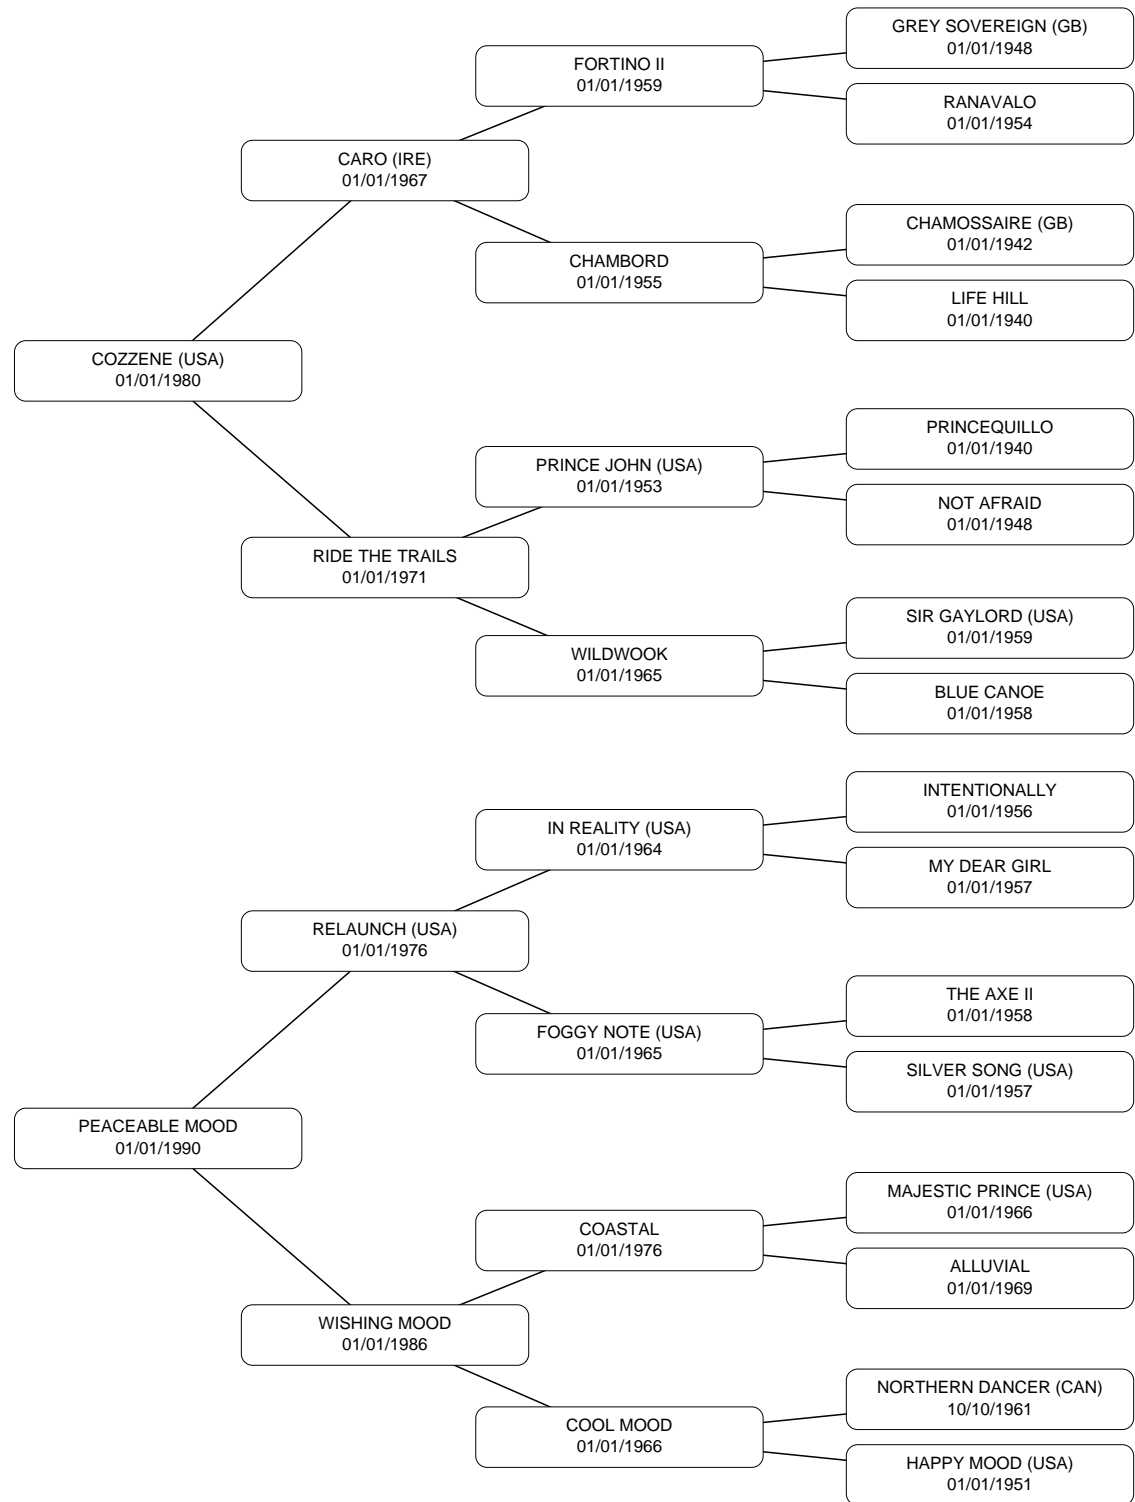 GREY SOVEREIGN (GB)
01/01/1948
FORTINO II
01/01/1959
RANAVALO
01/01/1954
CARO (IRE)
01/01/1967
CHAMOSSAIRE (GB)
01/01/1942
CHAMBORD
01/01/1955
LIFE HILL
01/01/1940
COZZENE (USA)
01/01/1980
PRINCEQUILLO
01/01/1940
PRINCE JOHN (USA)
01/01/1953
NOT AFRAID
01/01/1948
RIDE THE TRAILS
01/01/1971
SIR GAYLORD (USA)
01/01/1959
WILDWOOK
01/01/1965
BLUE CANOE
01/01/1958
INTENTIONALLY
01/01/1956
IN REALITY (USA)
01/01/1964
MY DEAR GIRL
01/01/1957
RELAUNCH (USA)
01/01/1976
THE AXE II
01/01/1958
FOGGY NOTE (USA)
01/01/1965
SILVER SONG (USA)
01/01/1957
PEACEABLE MOOD
01/01/1990
MAJESTIC PRINCE (USA)
01/01/1966
COASTAL
01/01/1976
ALLUVIAL
01/01/1969
WISHING MOOD
01/01/1986
NORTHERN DANCER (CAN)
10/10/1961
COOL MOOD
01/01/1966
HAPPY MOOD (USA)
01/01/1951